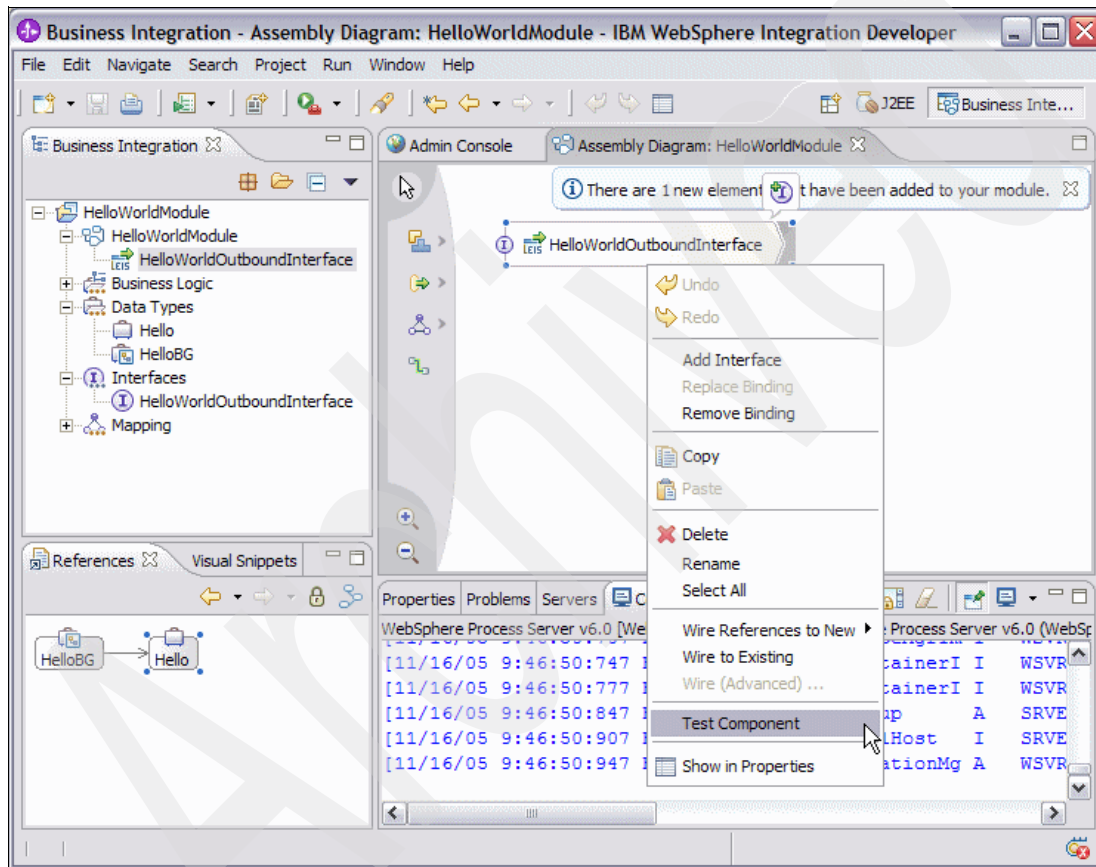 Business Integration - Assembly Diagram: HelloWorldModule - IBM WebSphere Integration Developer
File Edit Navigate Search Project Run Window Help
J2EE
Business Inte...
Business Integration
Admin Console
Assembly Diagram: HelloWorldModule
There are 1 new element t have been added to your module.
HelloWorldModule
HelloWorldModule
HelloWorldOutboundInterface
Business Logic
Data Types
Hello
HelloBG
Interfaces
HelloWorldOutboundInterface
Mapping
HelloWorldOutboundInterface
Undo
Redo
Add Interface
Replace Binding
Remove Binding
Copy
Paste
Delete
Rename
Select All
Wire References to New
Wire to Existing
Wire (Advanced) ...
Test Component
Show in Properties
References
Visual Snippets
HelloBG
Hello
Properties Problems Servers C
WebSphere Process Server v6.0 [We : Process Server v6.0 (WebSp
[11/16/05 9:46:50:747 tainerI I WSVR
[11/16/05 9:46:50:777 tainerI I WSVR
[11/16/05 9:46:50:847 up A SRVE
[11/16/05 9:46:50:907 lHost I SRVE
[11/16/05 9:46:50:947 ationMg A WSVR
Archived